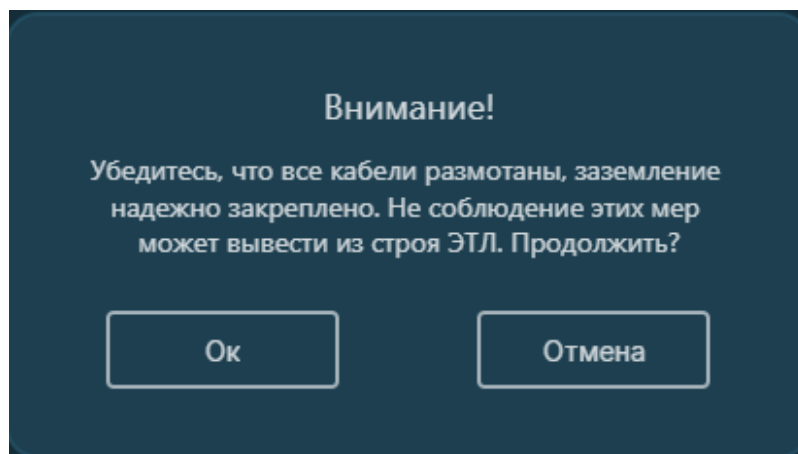 Внимание!
Убедитесь, что все кабели размотаны, заземление
надежно закреплено. Не соблюдение этих мер
может вывести из строя ЭТЛ. Продолжить?
Ок
Отмена